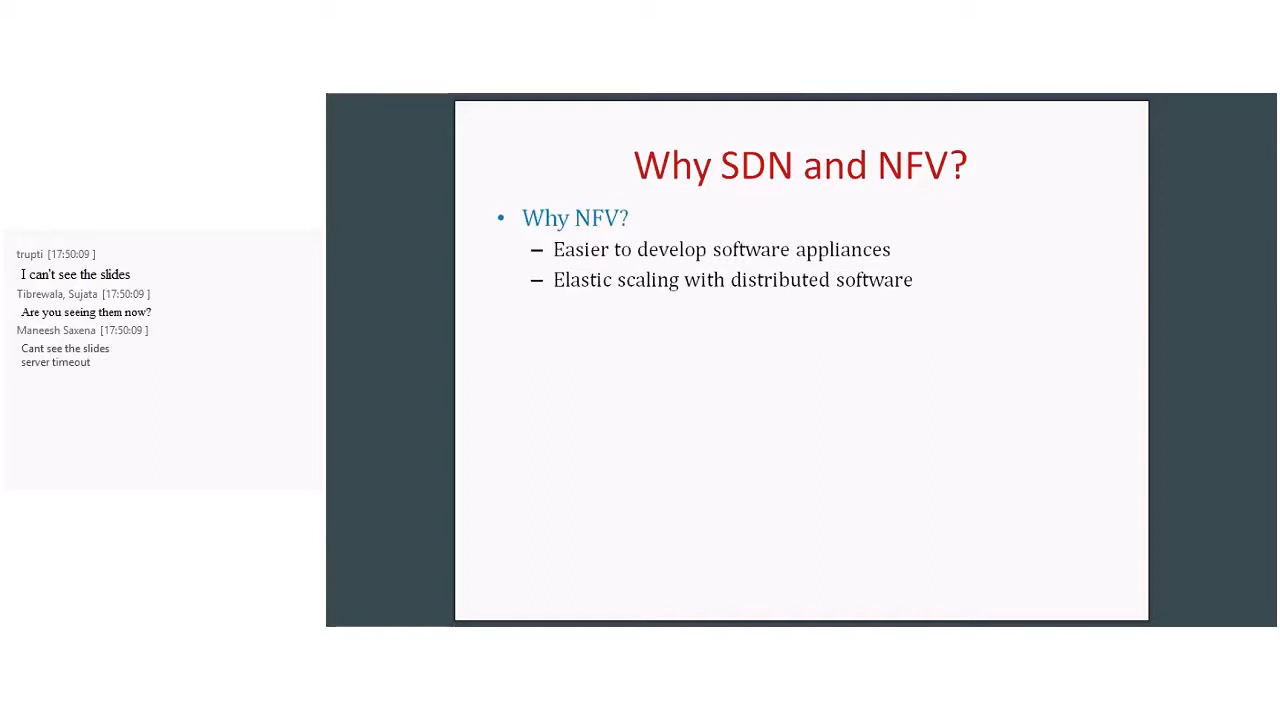 trupti [17:50:09 ]
I can't see the slides
Tibrewala, Sujata [17:50:09 ]
Are you seeing them now?
Maneesh Saxena [17:50:09 ]
Cant see the slides
server timeout
Why SDN and NFV?
• Why NFV?
– Easier to develop software appliances
– Elastic scaling with distributed software